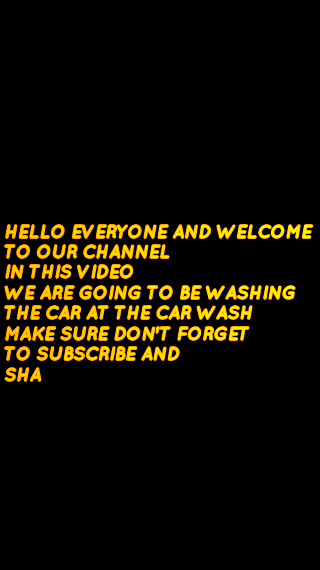 HELLO EVERYONE AND WELCOME
TO OUR CHANNEL
IN THIS VIDEO
WE ARE GOING TO BE WASHING
THE CAR AT THE CAR WASH
MAKE SURE DON'T FORGET
TO SUBSCRIBE AND
SHA